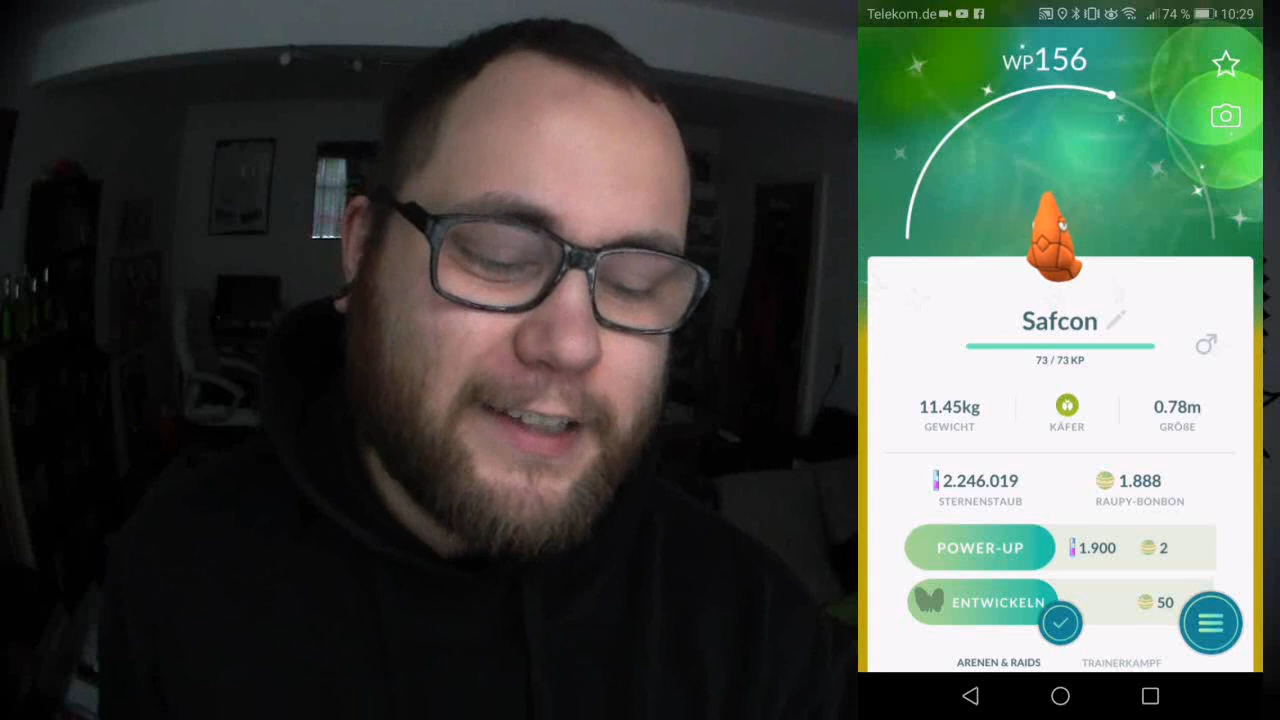 Telekom.de 74 % 10:29
WP156
Safcon
73 / 73 KP
11.45kg
GEWICHT
KÄFER
0.78m
GRÖßE
2.246.019
STERNENSTAUB
1.888
RAUPY-BONBON
POWER-UP 1.900 2
ENTWICKELN 50
ARENEN & RAIDS TRAINERKAMPF